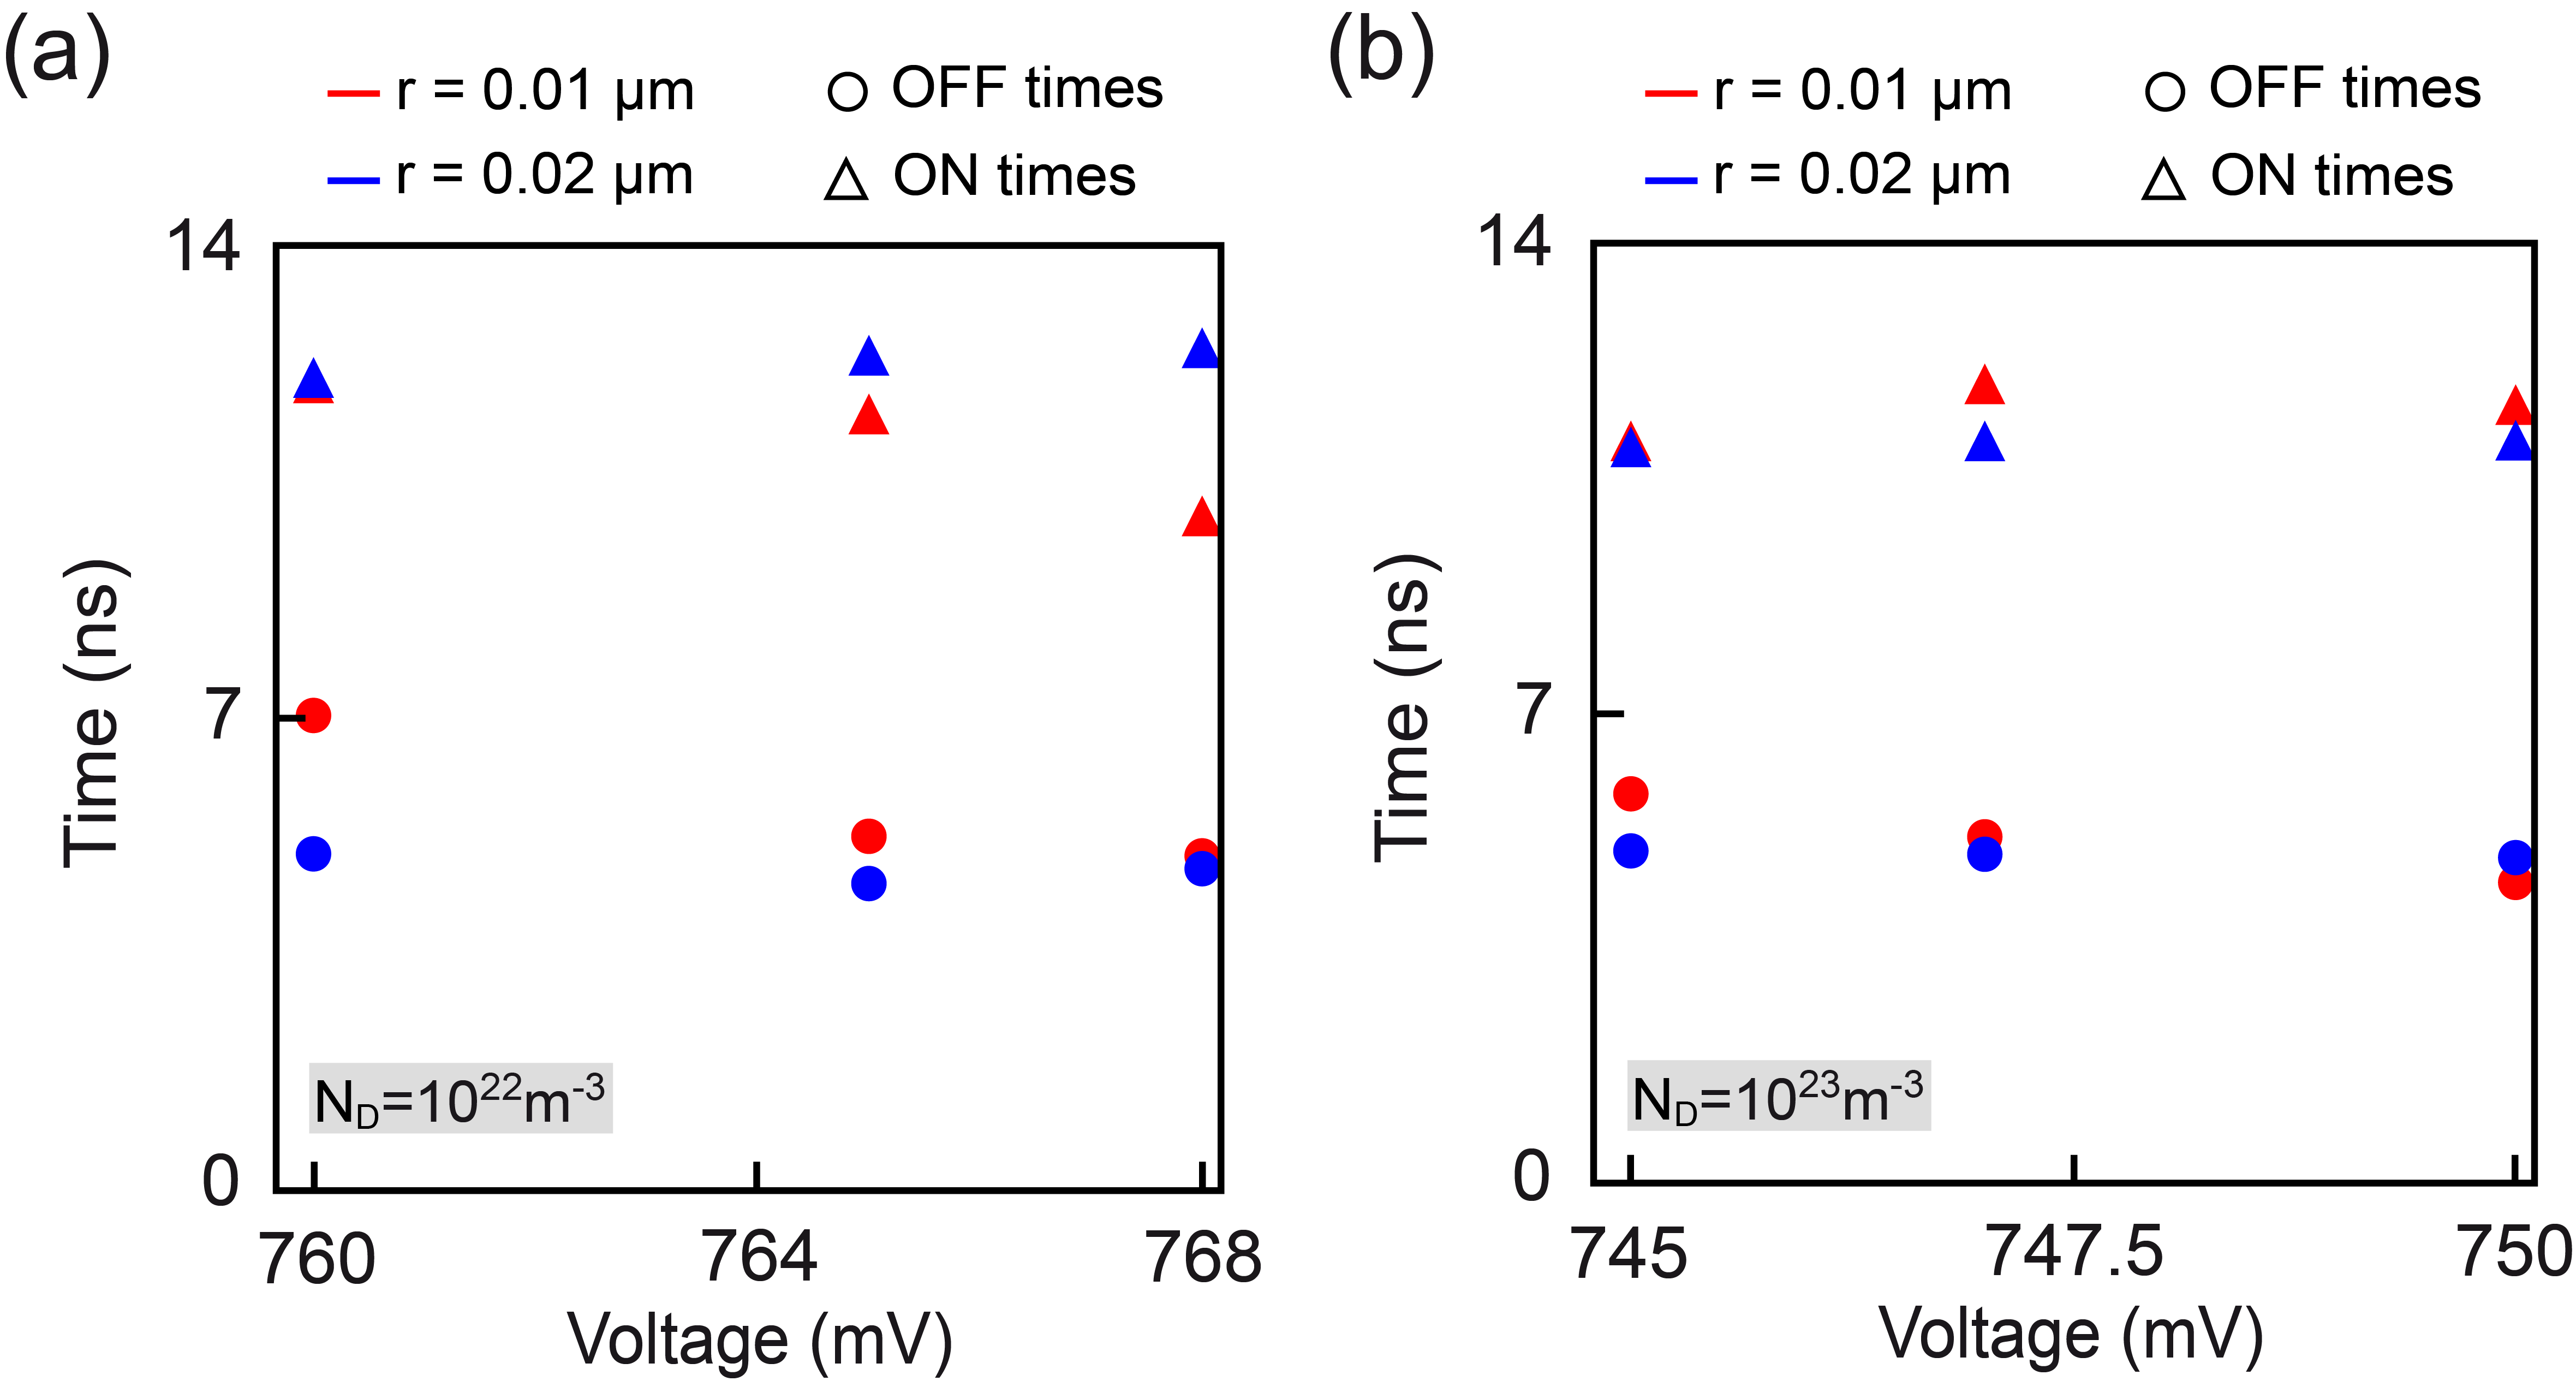 (a)
r = 0.01 µm
OFF times
r = 0.02 µm
ON times
14
7
0
Time (ns)
N_D=10^22m^-3
760
764
768
Voltage (mV)
(b)
r = 0.01 µm
OFF times
r = 0.02 µm
ON times
14
7
0
Time (ns)
N_D=10^23m^-3
745
747.5
750
Voltage (mV)